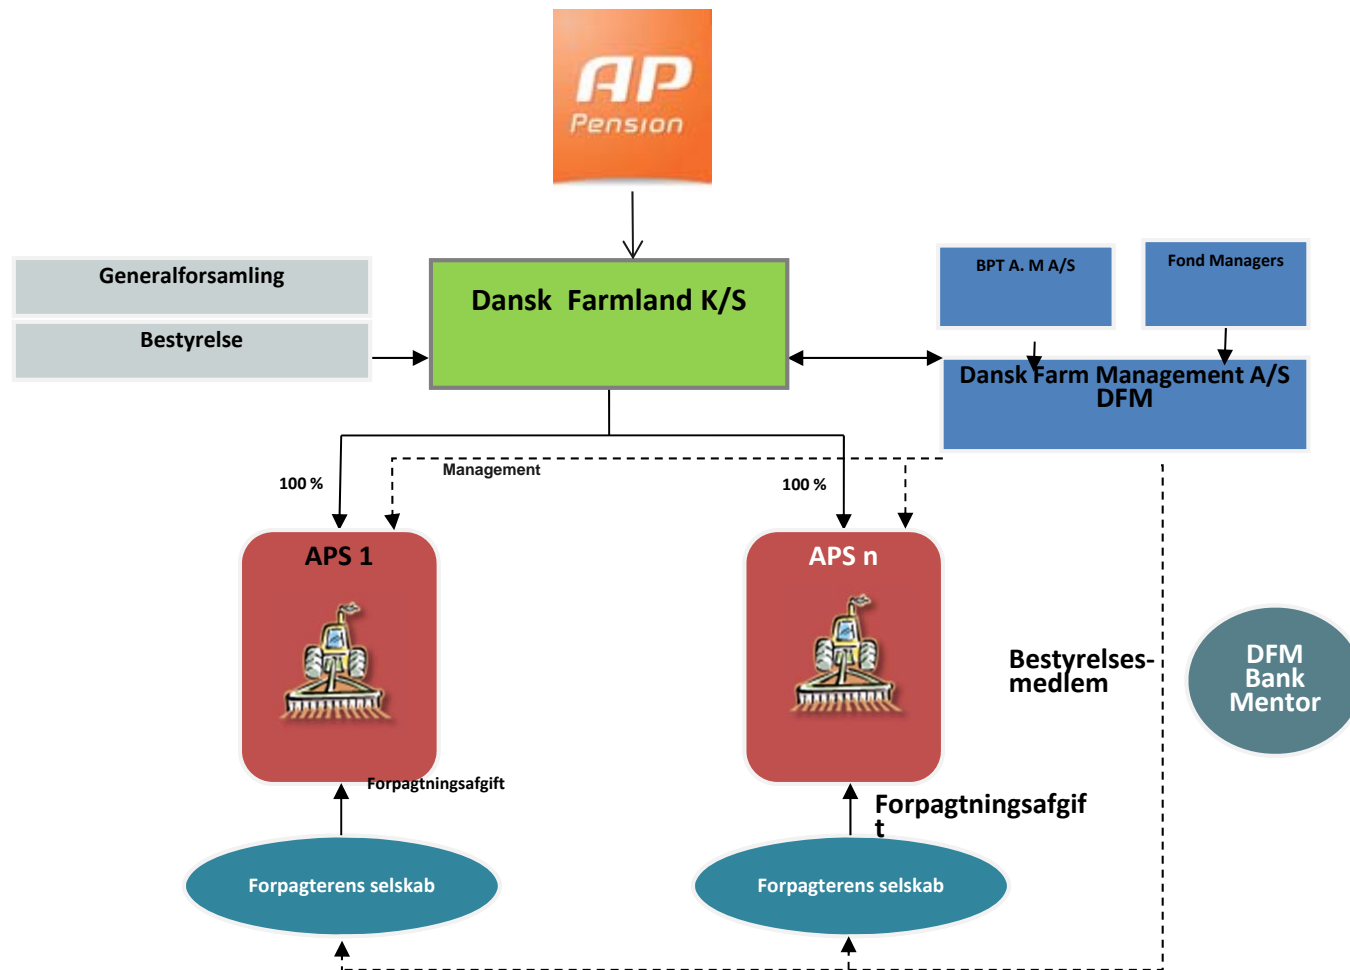 AP
Pension
Generalforsamling
Bestyrelse
Dansk Farmland K/S
BPT A. M A/S
Fond Managers
Dansk Farm Management A/S
DFM
Management
100 %
100 %
APS 1
APS n
Bestyrelses-
medlem
DFM
Bank
Mentor
Forpagtningsafgift
Forpagtningsafgif
t
Forpagterens selskab
Forpagterens selskab